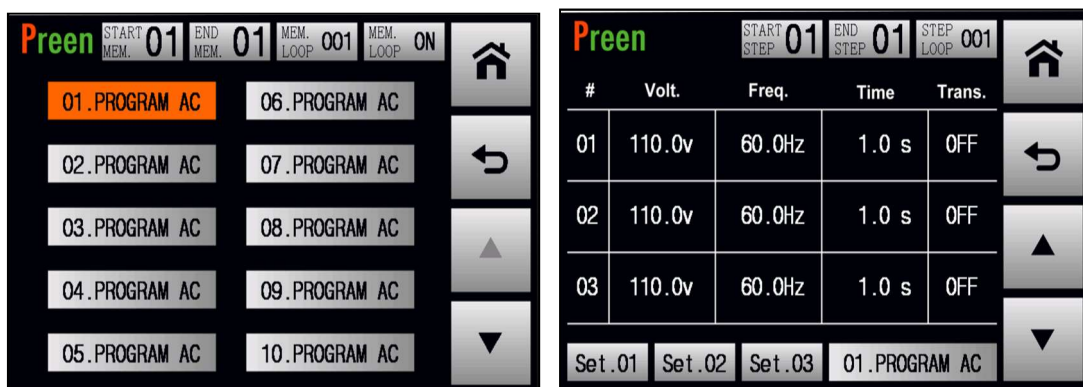 Preen START MEM. 01 END MEM. 01 MEM. LOOP 001 MEM. LOOP ON
01.PROGRAM AC 06.PROGRAM AC
02.PROGRAM AC 07.PROGRAM AC
03.PROGRAM AC 08.PROGRAM AC
04.PROGRAM AC 09.PROGRAM AC
05.PROGRAM AC 10.PROGRAM AC
Preen START STEP 01 END STEP 01 STEP LOOP 001
# Volt. Freq. Time Trans.
01 110.0v 60.0Hz 1.0 s OFF
02 110.0v 60.0Hz 1.0 s OFF
03 110.0v 60.0Hz 1.0 s OFF
Set.01 Set.02 Set.03 01.PROGRAM AC